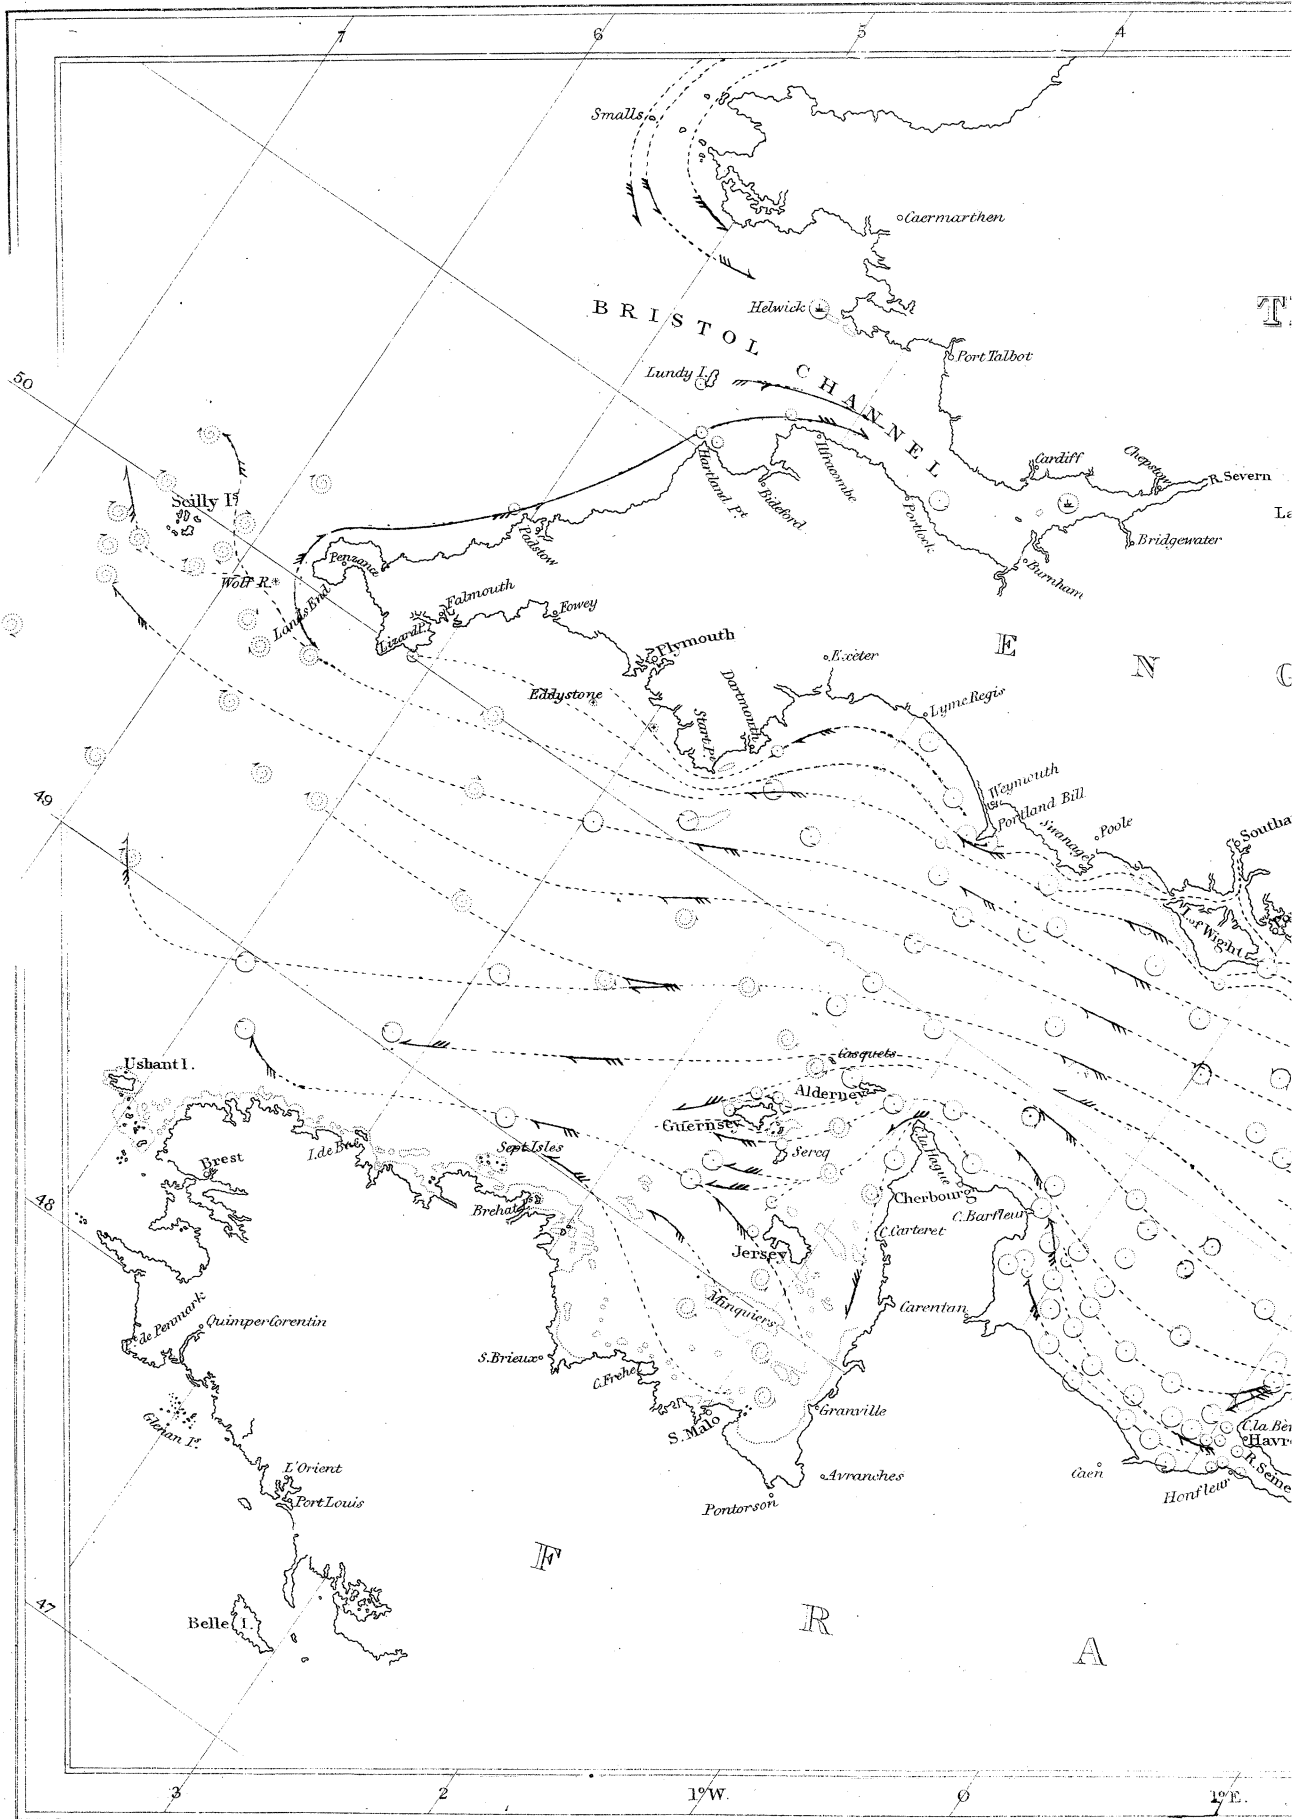 7 6 5 4
Smalls
Caermarthen
Helwick
BRISTOL CHANNEL
Port Talbot
Lundy I.
50
Cardiff
Chepstow
R. Severn
Hartland Pt.
Bideford
Ilfracombe
Portlock
Scilly Is.
Padstow
Bridgewater
Burnham
Penzance
Wolf R.
Lands End
Falmouth
Fowey
Lizard Pt.
Plymouth
Exeter
E N
Eddystone
Start Pt.
Dartmouth
Lyme Regis
Weymouth
Portland Bill
Swanage
Poole
Southa
49
I. of Wight
Ushant I.
Casquets
Alderney
Guernsey
Sercq
I. de Bas
Sept Isles
Brest
C. la Hogue
Cherbourg
C. Barfleur
Brehat
48
Jersey
C. Carteret
Minquiers
Carentan
Pt. de Penmark
Quimper Corentin
S. Brieux
C. Frehel
S. Malo
Granville
C. la Hèv
Havr
R. Seine
Glenan Is.
L'Orient
Port Louis
Avranches
Caen
Honfleur
Pontorson
F R A
47
Belle I.
3 2 1°W. 0 1°E.